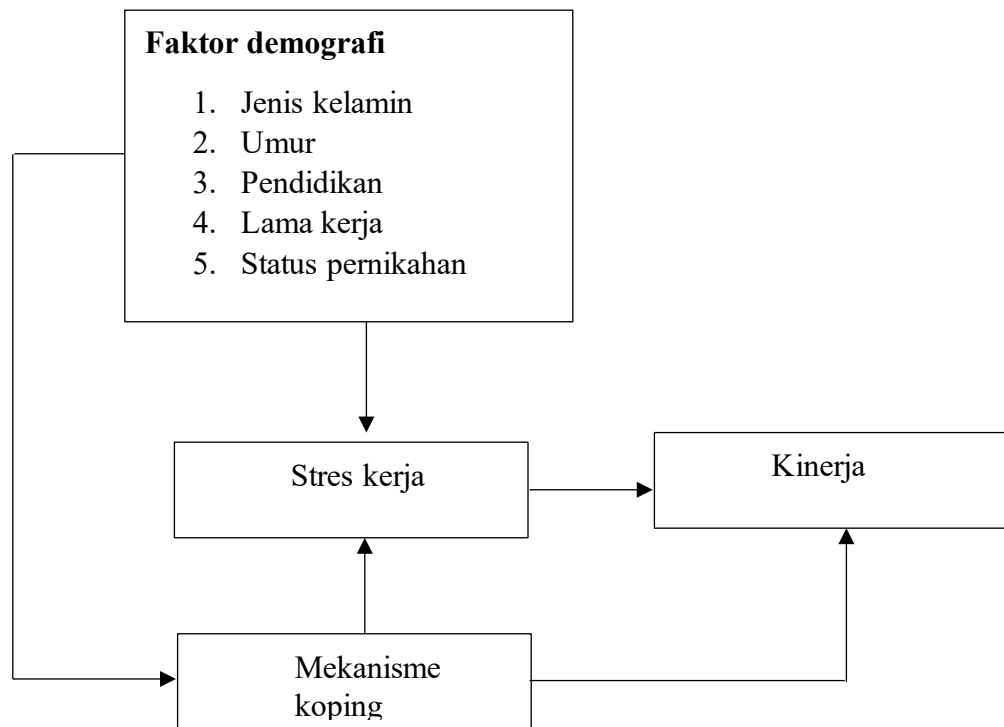 Faktor demografi
1. Jenis kelamin
2. Umur
3. Pendidikan
4. Lama kerja
5. Status pernikahan
Stres kerja
Kinerja
Mekanisme
koping